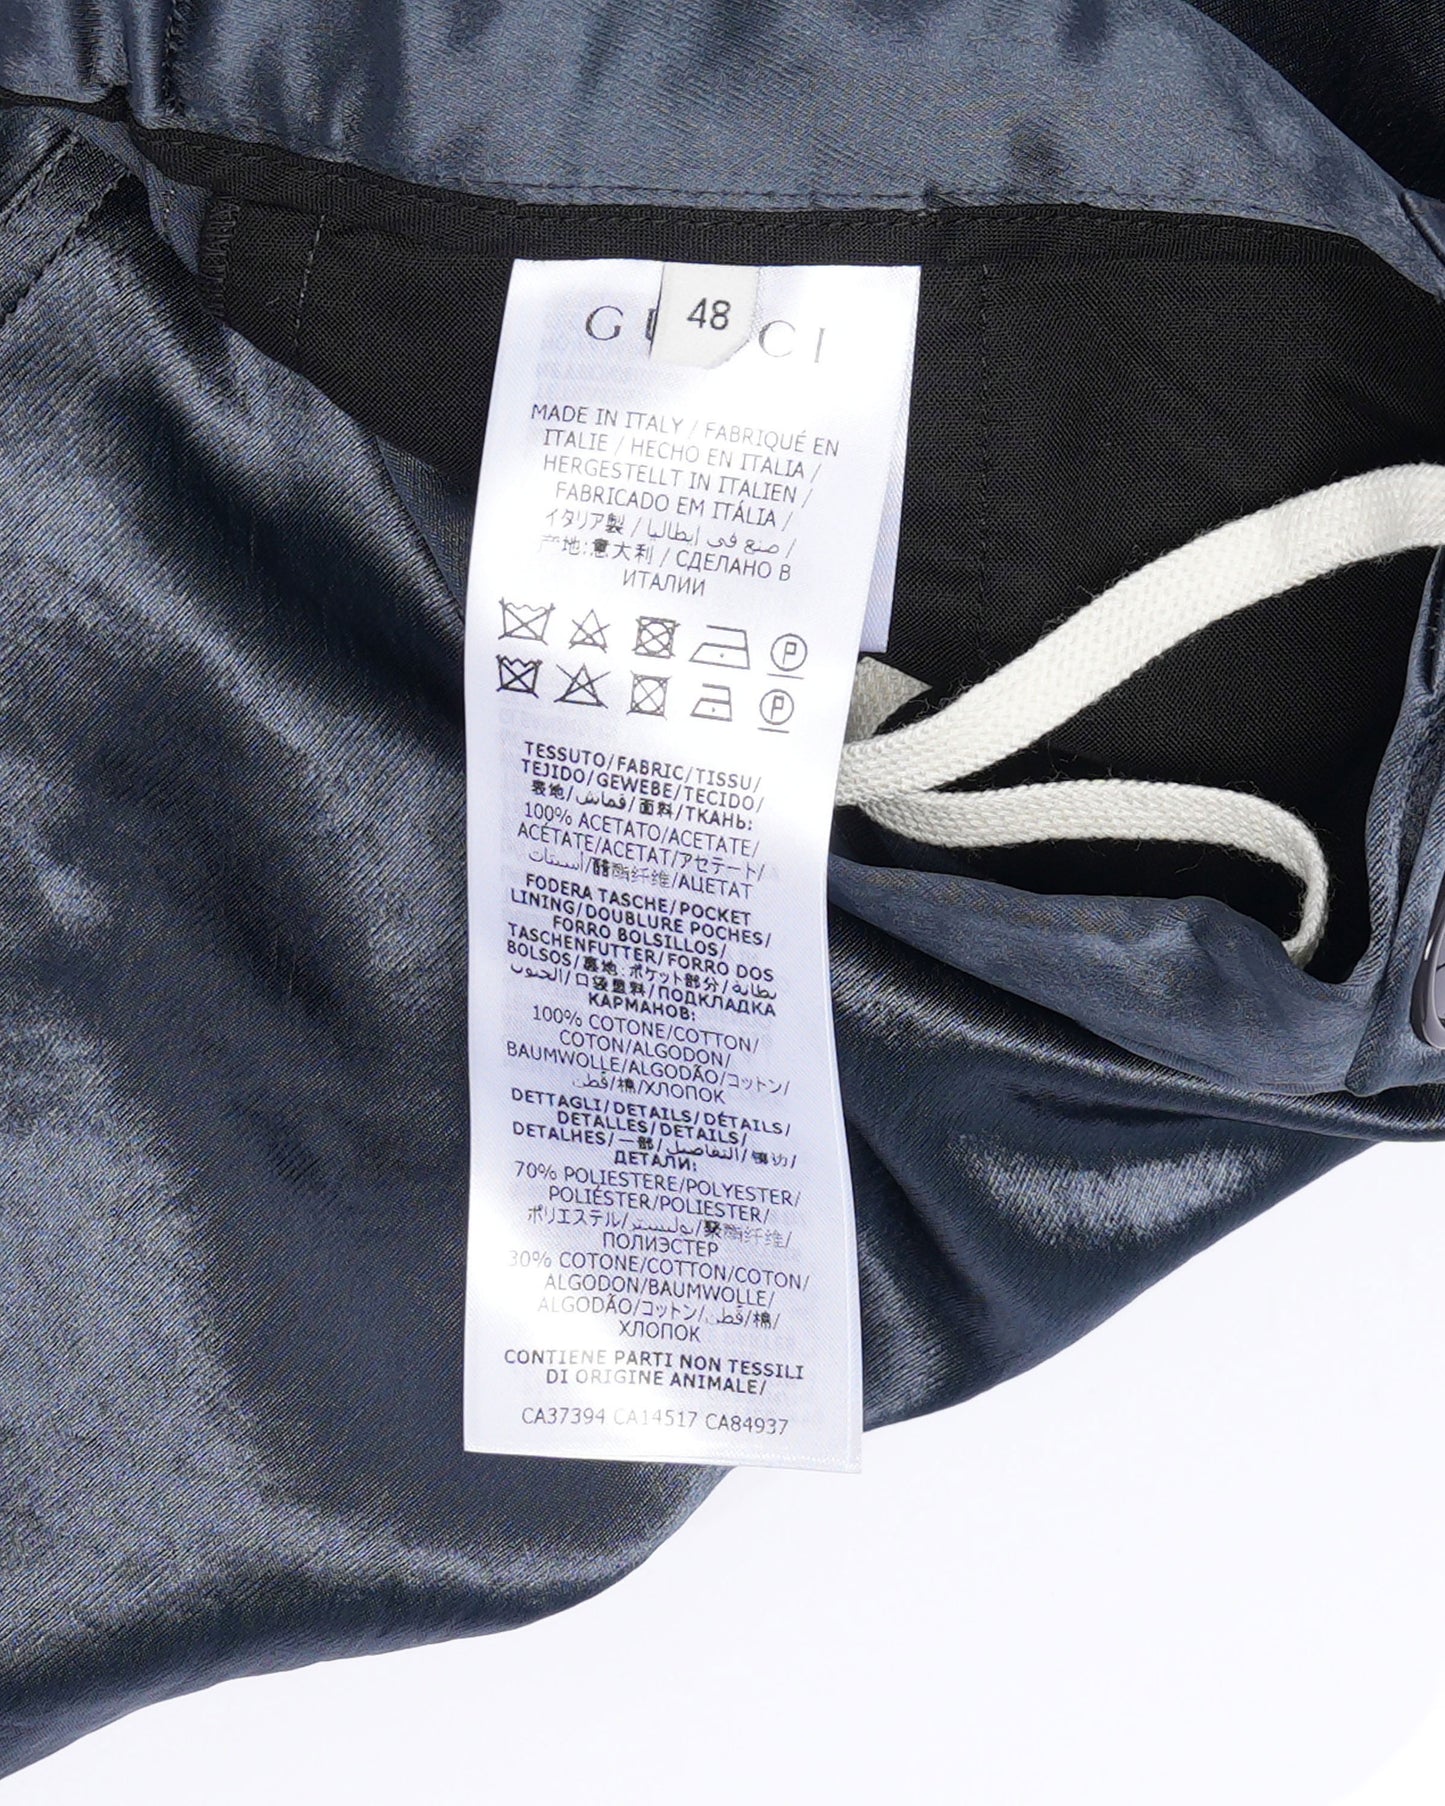 48
G CI
MADE IN ITALY / FABRIQUÉ EN
ITALIE / HECHO EN ITALIA /
HERGESTELLT IN ITALIEN /
FABRICADO EM ITÁLIA /
イタリア製 / صنع في ايطاليا /
产地:意大利 / СДЕЛАНО В
ИТАЛИИ
P
P
TESSUTO/FABRIC/TISSU/
TEJIDO/GEWEBE/TECIDO/
表地/قماش/面料/ТКАНЬ:
100% ACETATO/ACETATE/
ACÉTATE/ACETAT/アセテート/
أسيتات/醋酯纤维/АЦЕТАТ
FODERA TASCHE/POCKET
LINING/DOUBLURE POCHES/
FORRO BOLSILLOS/
TASCHENFUTTER/FORRO DOS
BOLSOS/裏地:ポケット部分/بطانة
الجيوب/口袋里料/ПОДКЛАДКА
КАРМАНОВ:
100% COTONE/COTTON/
COTON/ALGODON/
BAUMWOLLE/ALGODÃO/コットン/
قطن/棉/ХЛОПОК
DETTAGLI/DETAILS/DÉTAILS/
DETALLES/DETAILS/
DETALHES/一部/التفاصيل/镶边/
ДЕТАЛИ:
70% POLIESTERE/POLYESTER/
POLIÉSTER/POLIESTER/
ポリエステル/بوليستر/聚酯纤维/
ПОЛИЭСТЕР
30% COTONE/COTTON/COTON/
ALGODON/BAUMWOLLE/
ALGODÃO/コットン/قطن/棉/
ХЛОПОК
CONTIENE PARTI NON TESSILI
DI ORIGINE ANIMALE/
CA37394 CA14517 CA84937